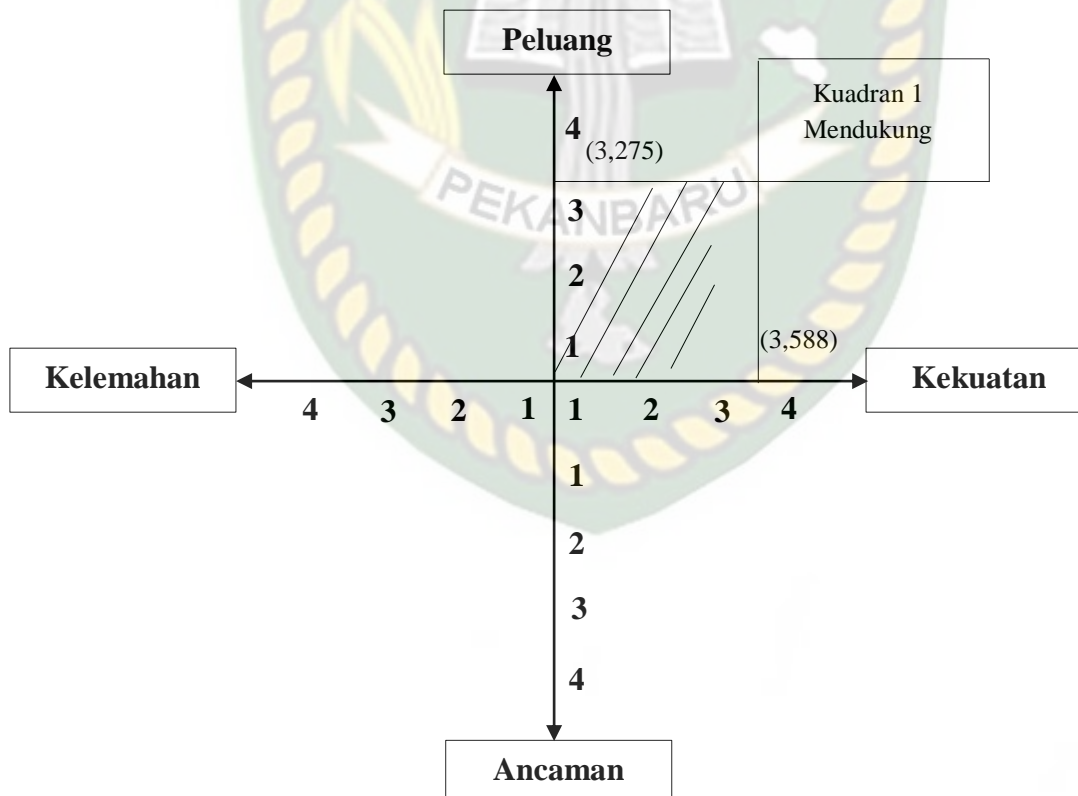 Peluang
Kuadran 1
Mendukung
4
(3,275)
PEKANBARU
3
2
1
(3,588)
Kelemahan
Kekuatan
4 3 2 1 1 2 3 4
1
2
3
4
Ancaman